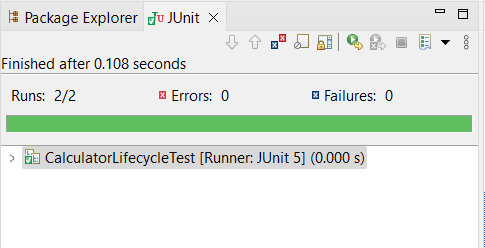 Package Explorer JUnit
Finished after 0.108 seconds
Runs: 2/2 Errors: 0 Failures: 0
CalculatorLifecycleTest [Runner: JUnit 5] (0.000 s)